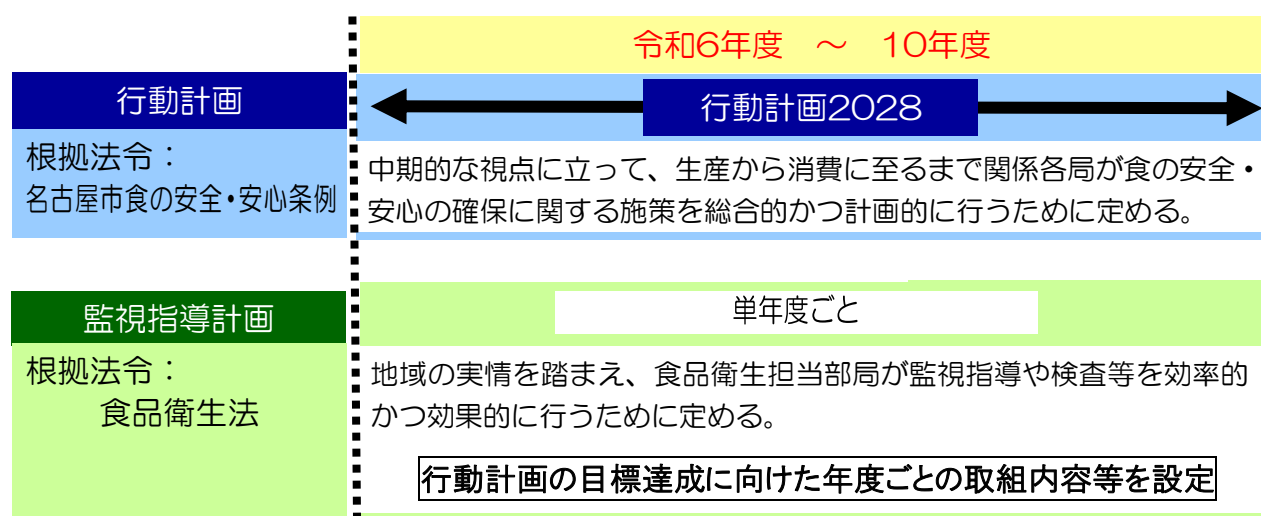 令和6年度 ～ 10年度
行動計画
行動計画2028
根拠法令：
名古屋市食の安全・安心条例
中期的な視点に立って、生産から消費に至るまで関係各局が食の安全・
安心の確保に関する施策を総合的かつ計画的に行うために定める。
監視指導計画
単年度ごと
根拠法令：
食品衛生法
地域の実情を踏まえ、食品衛生担当部局が監視指導や検査等を効率的
かつ効果的に行うために定める。
行動計画の目標達成に向けた年度ごとの取組内容等を設定